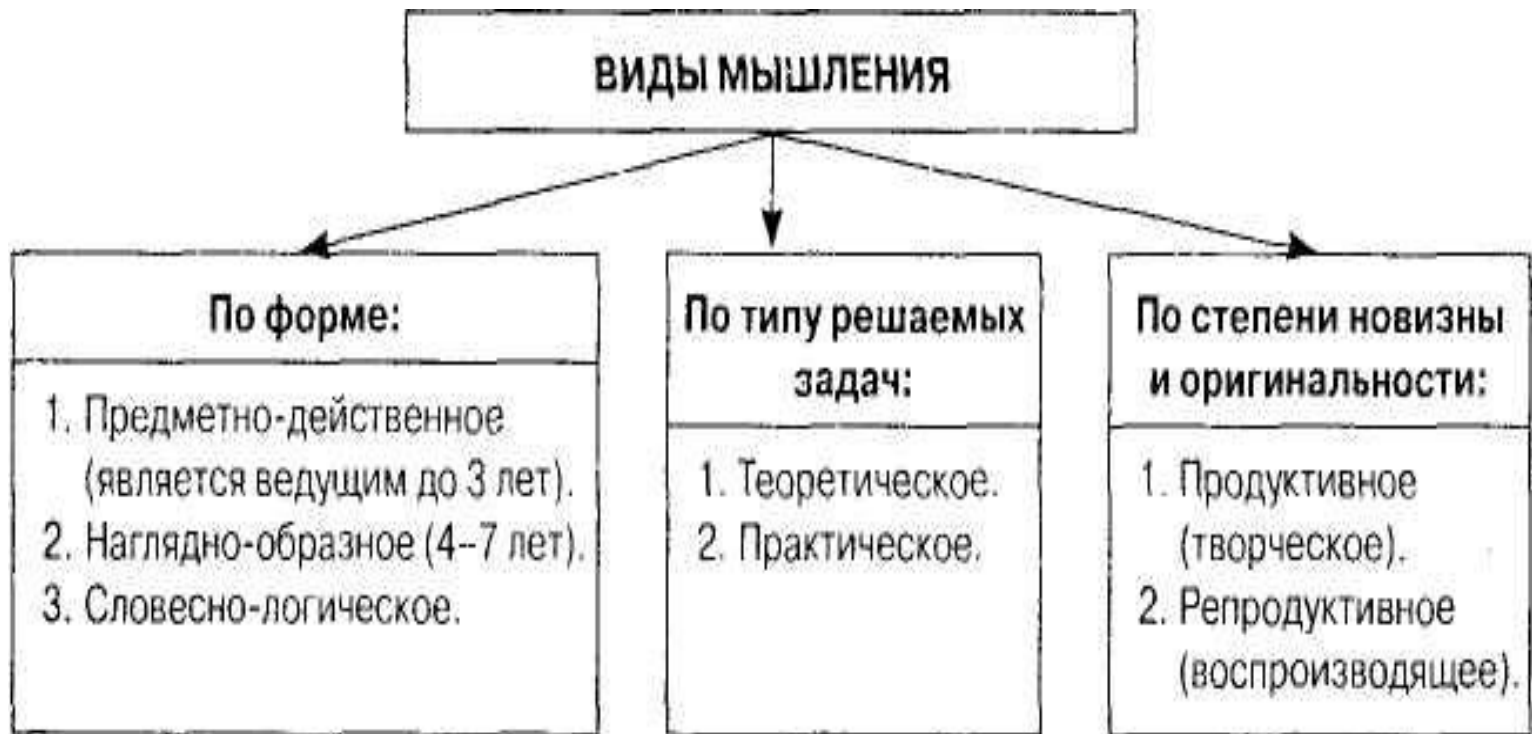 ВИДЫ МЫШЛЕНИЯ
По форме:
1. Предметно-действенное
(является ведущим до 3 лет).
2. Наглядно-образное (4–7 лет).
3. Словесно-логическое.
По типу решаемых
задач:
1. Теоретическое.
2. Практическое.
По степени новизны
и оригинальности:
1. Продуктивное
(творческое).
2. Репродуктивное
(воспроизводящее).